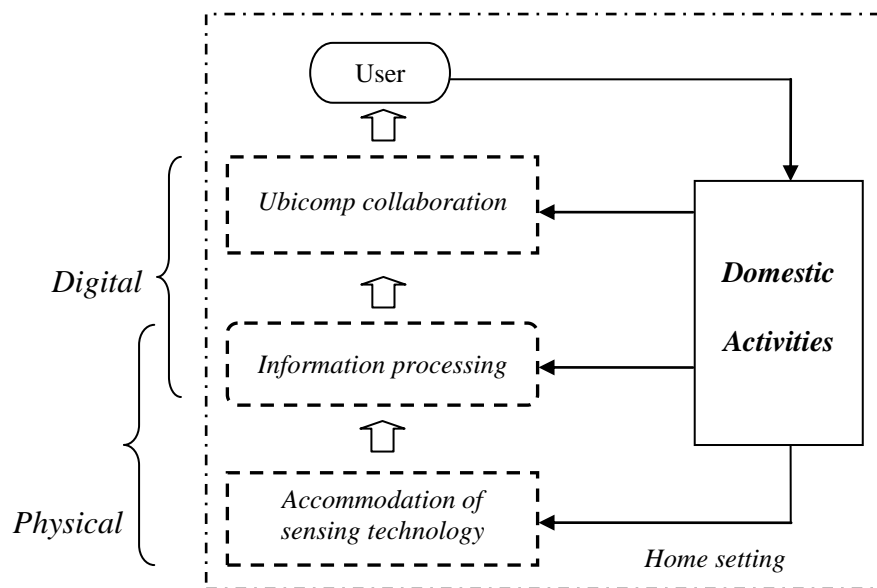 User
Ubicomp collaboration
Domestic
Activities
Digital
Information processing
Physical
Accommodation of
sensing technology
Home setting